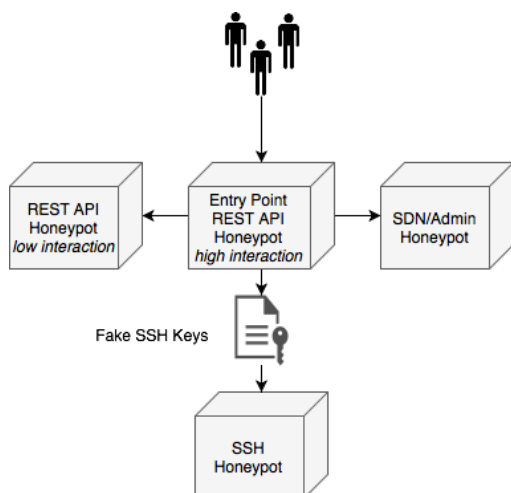 REST API
Honeypot
low interaction
Entry Point
REST API
Honeypot
high interaction
SDN/Admin
Honeypot
Fake SSH Keys
SSH
Honeypot